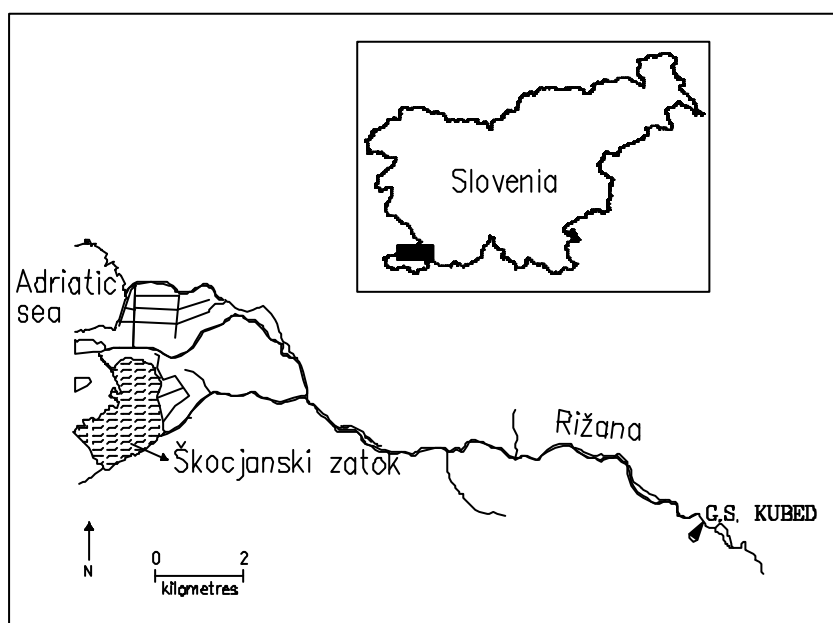 Slovenia
Adriatic
sea
Rižana
Škocjanski zatok
G.S. KUBED
N
0 2
kilometres